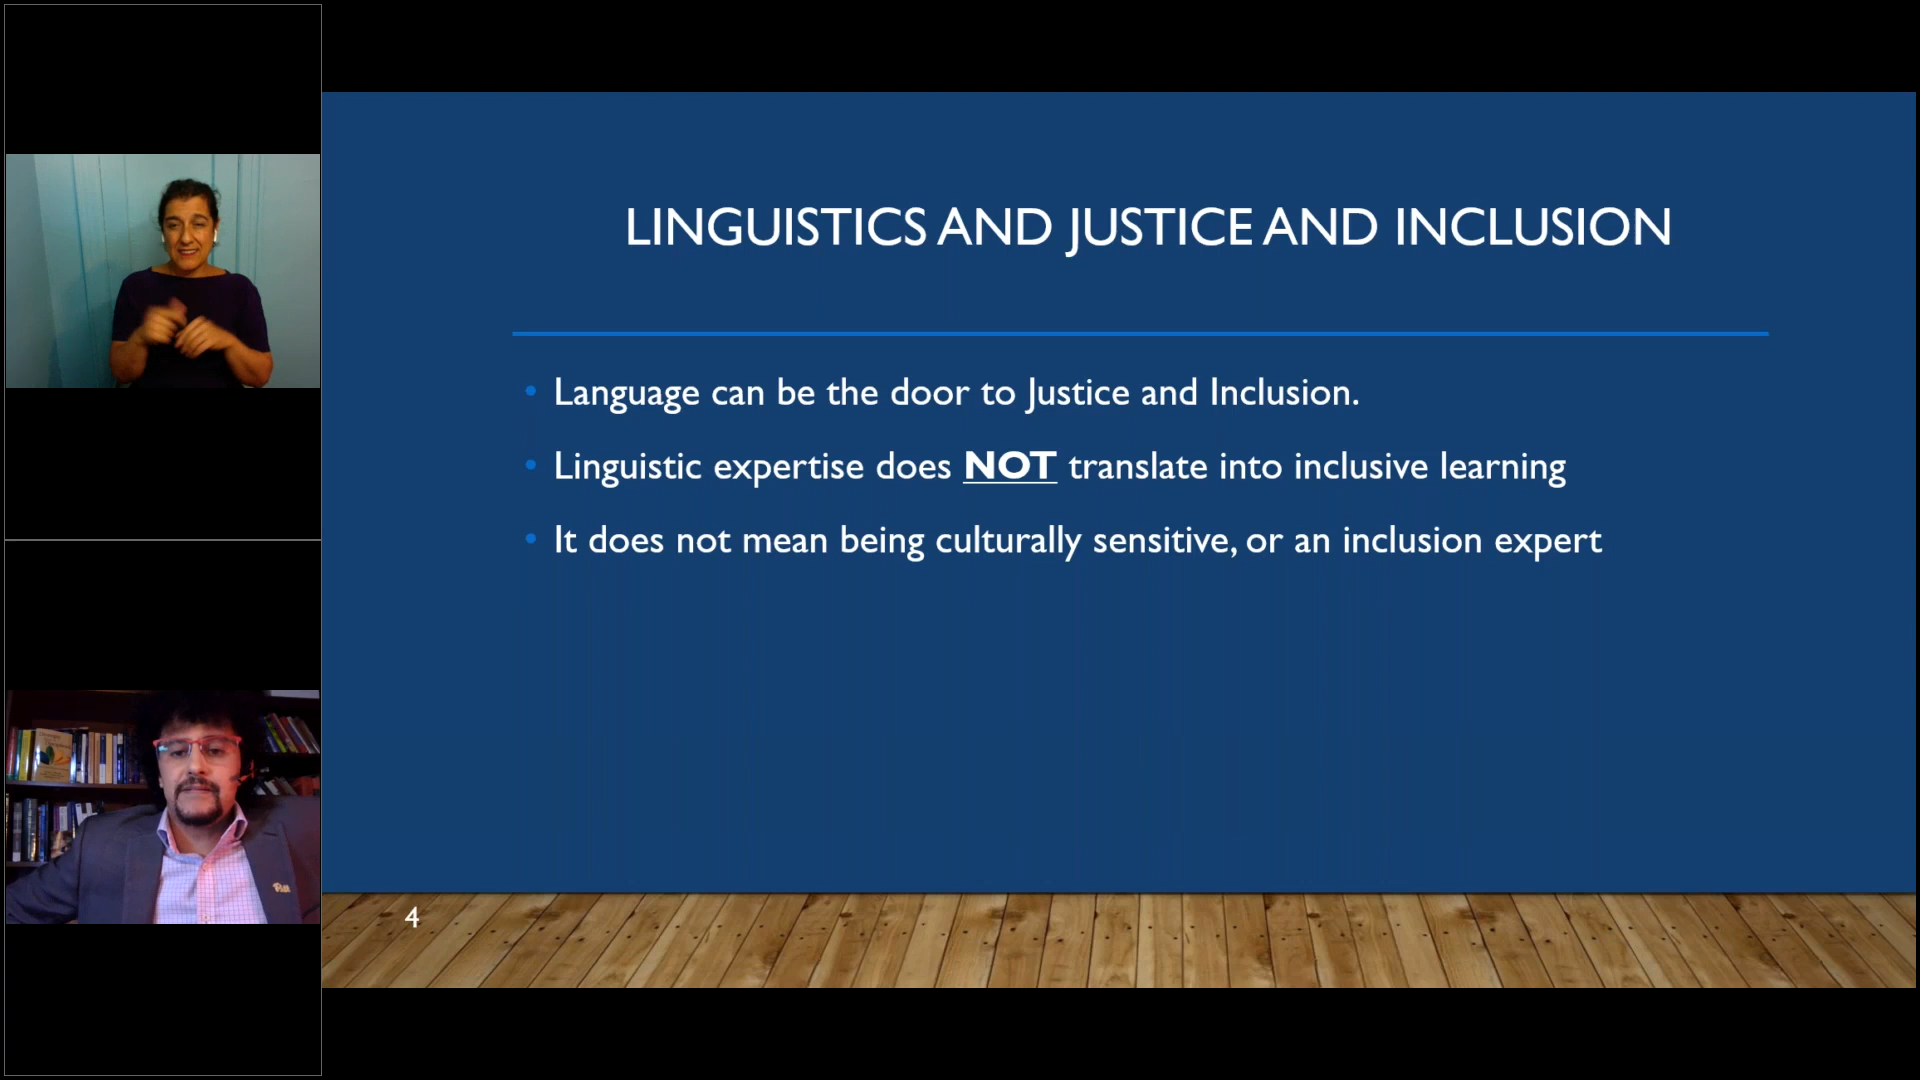 LINGUISTICS AND JUSTICE AND INCLUSION
• Language can be the door to Justice and Inclusion.
• Linguistic expertise does NOT translate into inclusive learning
• It does not mean being culturally sensitive, or an inclusion expert
4
Pitt